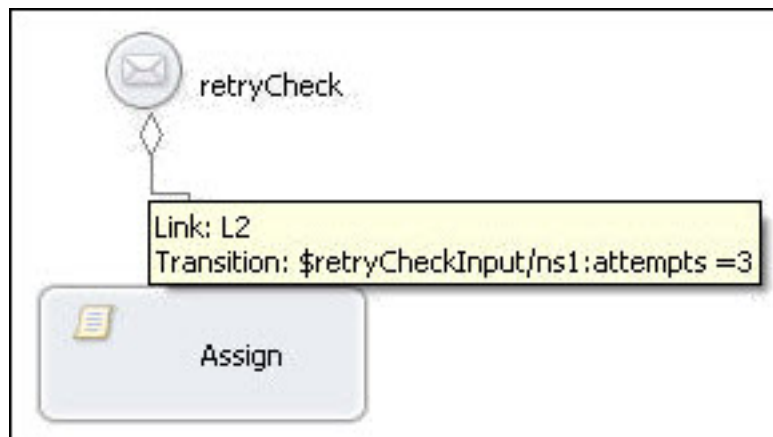 retryCheck
Link: L2
Transition: $retryCheckInput/ns1:attempts =3
Assign